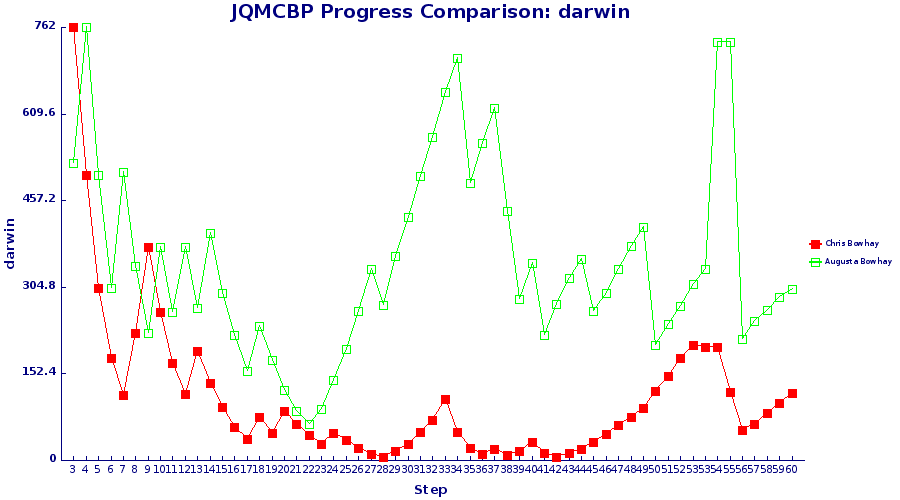 JQMCBP Progress Comparison: darwin
762
609.6
457.2
304.8
152.4
0
darwin
3 4 5 6 7 8 9 10 11 12 13 14 15 16 17 18 19 20 21 22 23 24 25 26 27 28 29 30 31 32 33 34 35 36 37 38 39 40 41 42 43 44 45 46 47 48 49 50 51 52 53 54 55 56 57 58 59 60
Step
Chris Bowhay
Augusta Bowhay